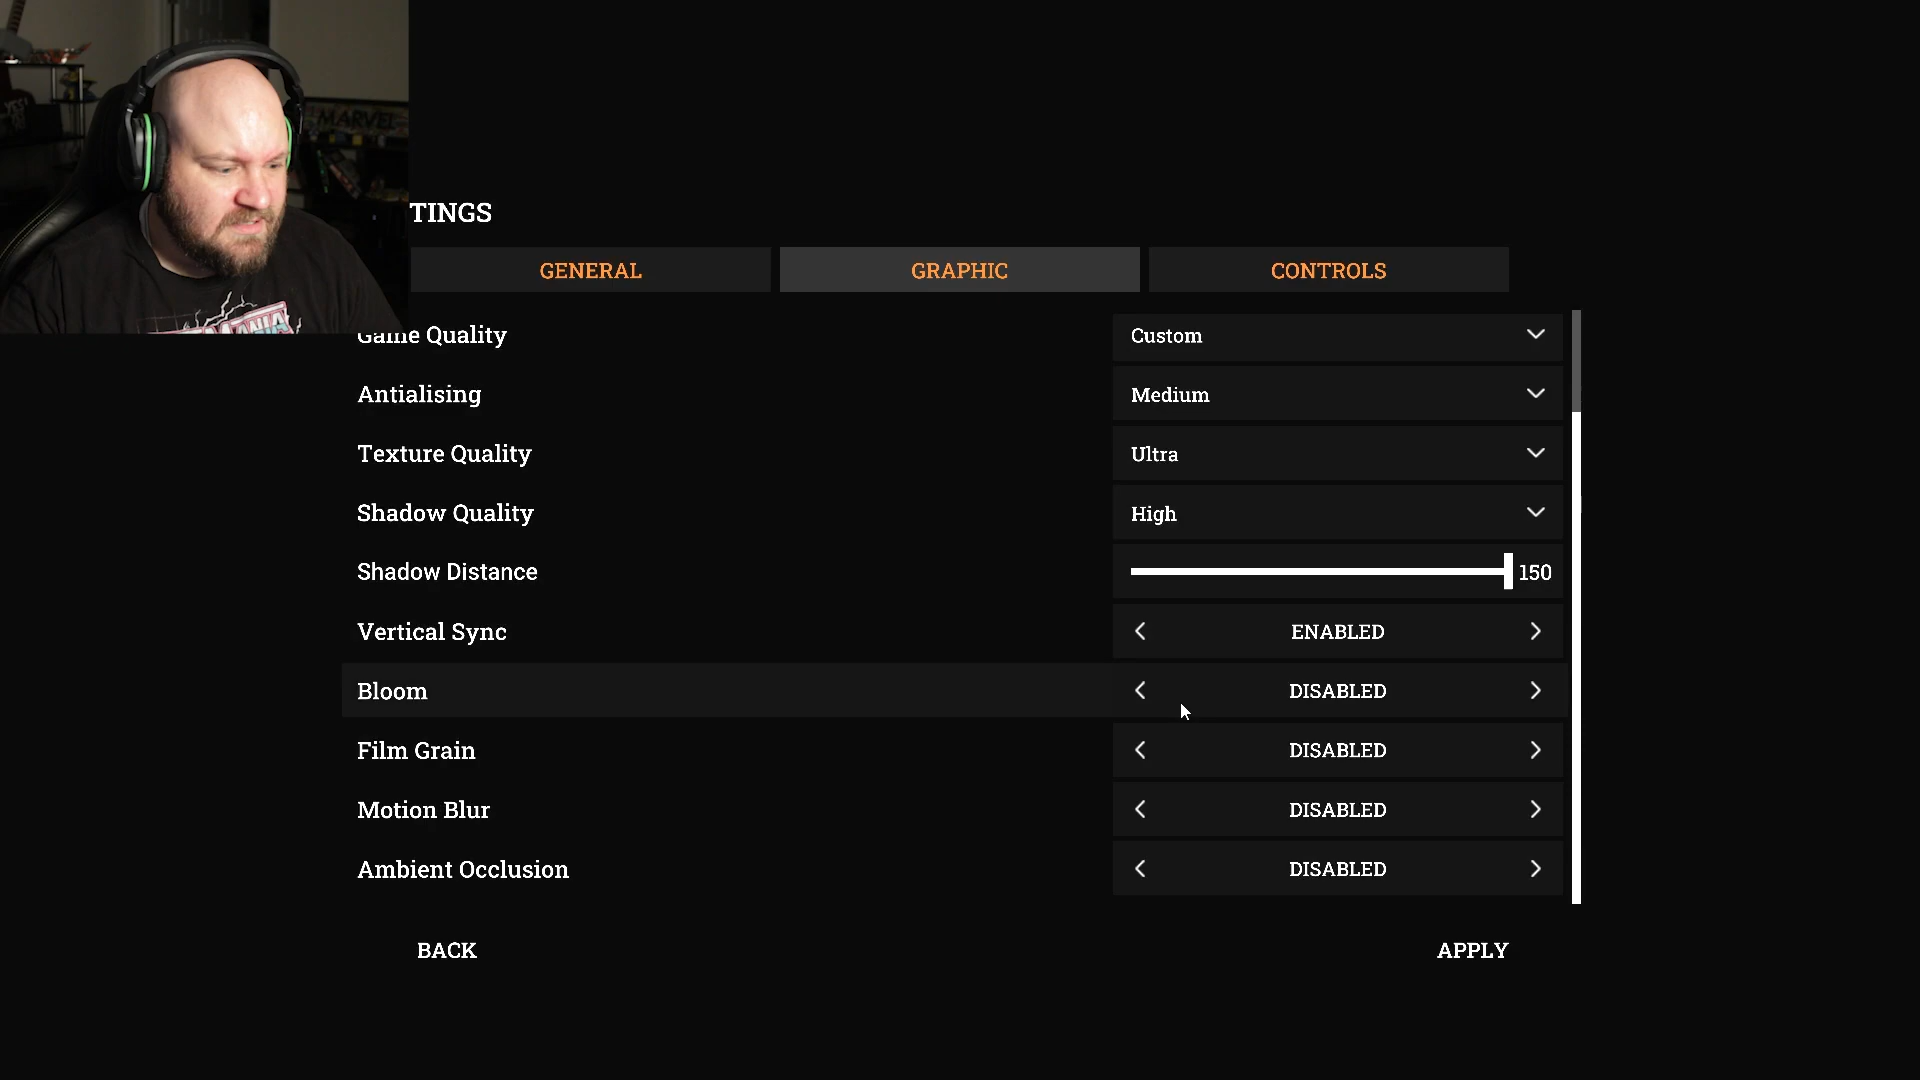 MARVEL
TINGS
GENERAL
GRAPHIC
CONTROLS
Game Quality
Custom
Antialising
Medium
Texture Quality
Ultra
Shadow Quality
High
Shadow Distance
150
Vertical Sync
ENABLED
Bloom
DISABLED
Film Grain
DISABLED
Motion Blur
DISABLED
Ambient Occlusion
DISABLED
BACK
APPLY